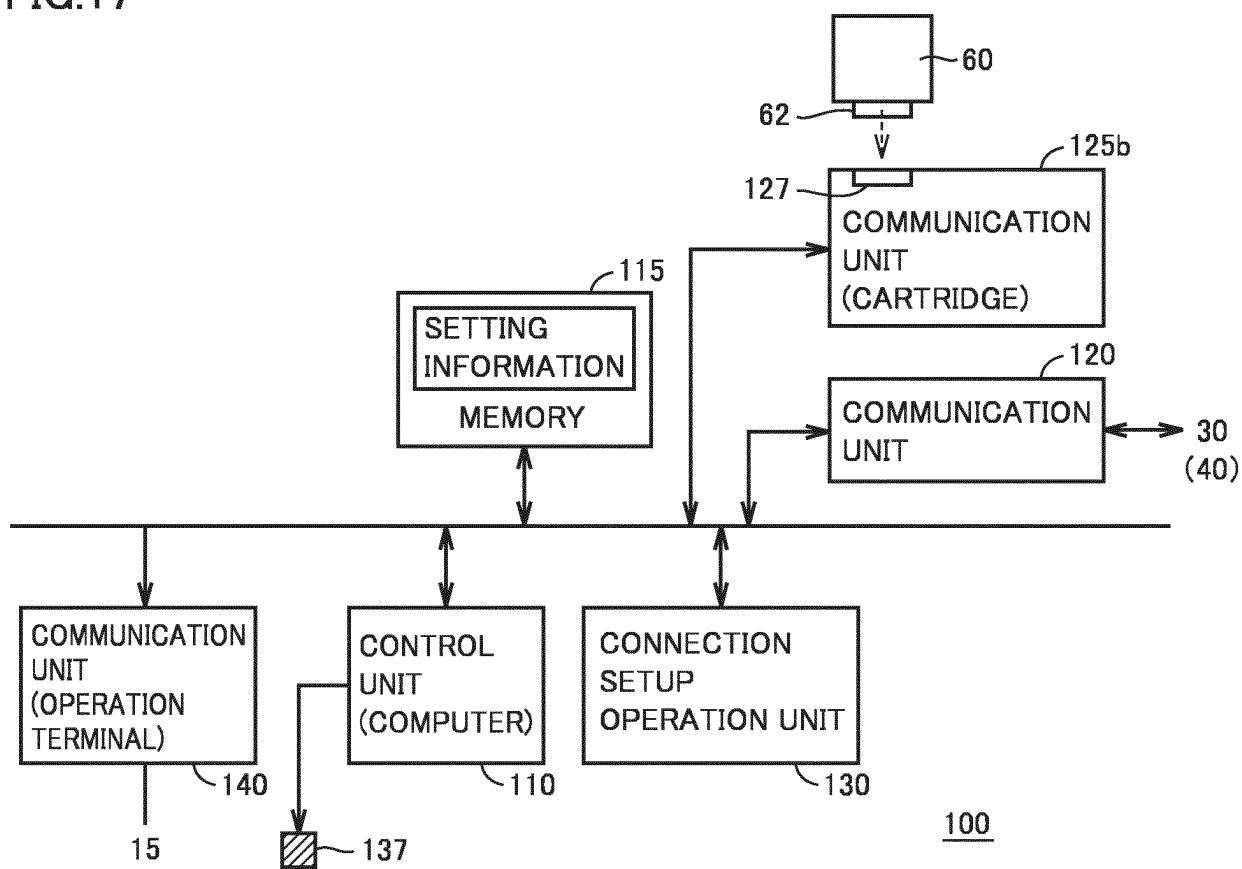 FIG.17
60
62
125b
127
COMMUNICATION
UNIT
(CARTRIDGE)
115
SETTING
INFORMATION
MEMORY
120
COMMUNICATION
UNIT
30
(40)
COMMUNICATION
UNIT
(OPERATION
TERMINAL)
140
15
CONTROL
UNIT
(COMPUTER)
110
137
CONNECTION
SETUP
OPERATION UNIT
130
100